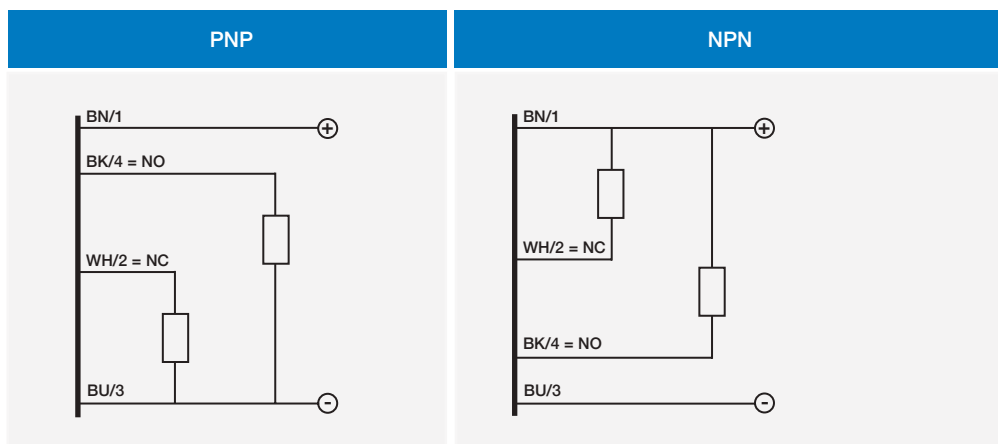 PNP
BN/1
+
BK/4 = NO
WH/2 = NC
BU/3
-
NPN
BN/1
+
WH/2 = NC
BK/4 = NO
BU/3
-